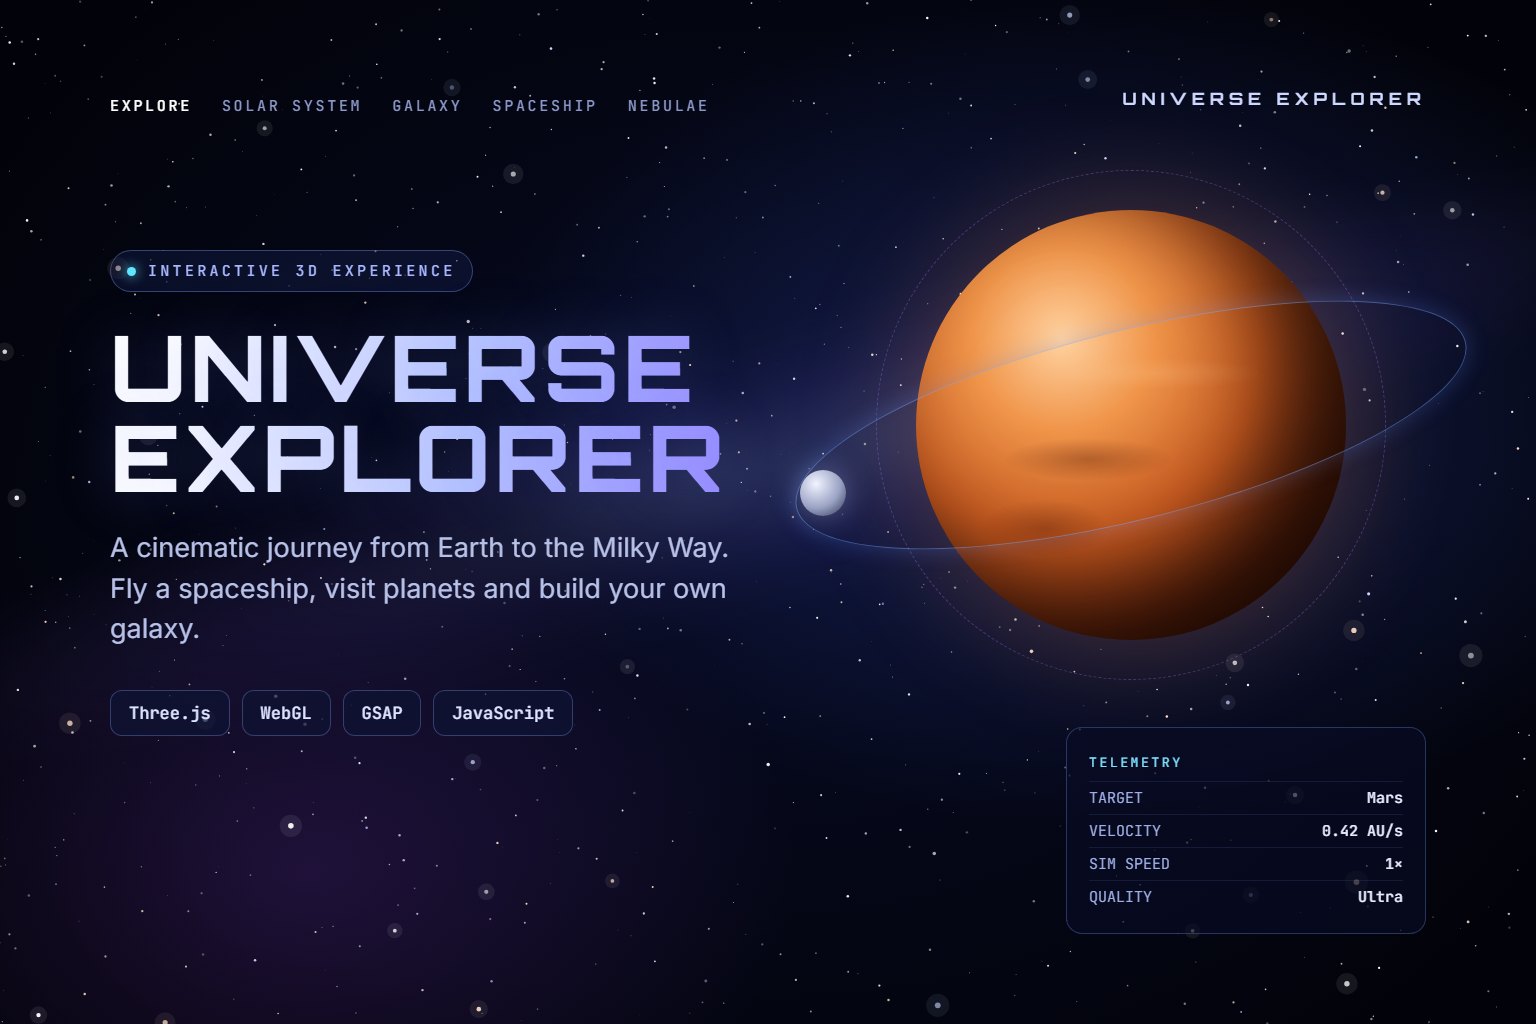 EXPLORE SOLAR SYSTEM GALAXY SPACESHIP NEBULAE
UNIVERSE EXPLORER
INTERACTIVE 3D EXPERIENCE
UNIVERSE
EXPLORER
A cinematic journey from Earth to the Milky Way.
Fly a spaceship, visit planets and build your own
galaxy.
Three.js WebGL GSAP JavaScript
TELEMETRY
TARGET Mars
VELOCITY 0.42 AU/s
SIM SPEED 1×
QUALITY Ultra